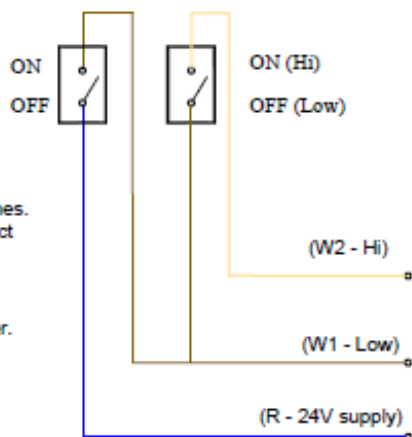 ON
OFF
ON (Hi)
OFF (Low)
(W2 - Hi)
(W1 - Low)
(R - 24V supply)